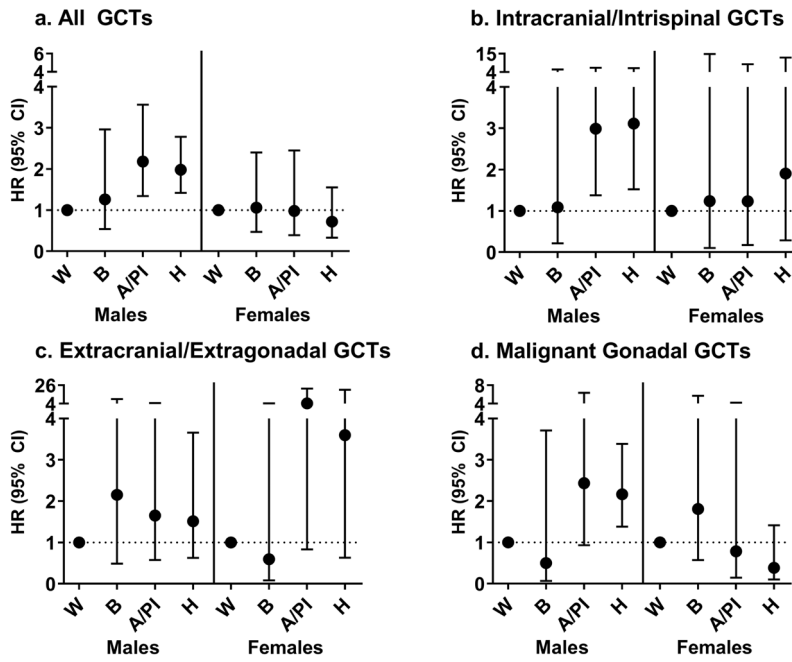 a. All GCTs
6
4
4
3
2
1
0
HR (95% CI)
W B A/PI H W B A/PI H
Males Females
b. Intracranial/Intrispinal GCTs
15
4
4
3
2
1
0
HR (95% CI)
W B A/PI H W B A/PI H
Males Females
c. Extracranial/Extragonadal GCTs
26
4
4
3
2
1
0
HR (95% CI)
W B A/PI H W B A/PI H
Males Females
d. Malignant Gonadal GCTs
8
4
4
3
2
1
0
HR (95% CI)
W B A/PI H W B A/PI H
Males Females